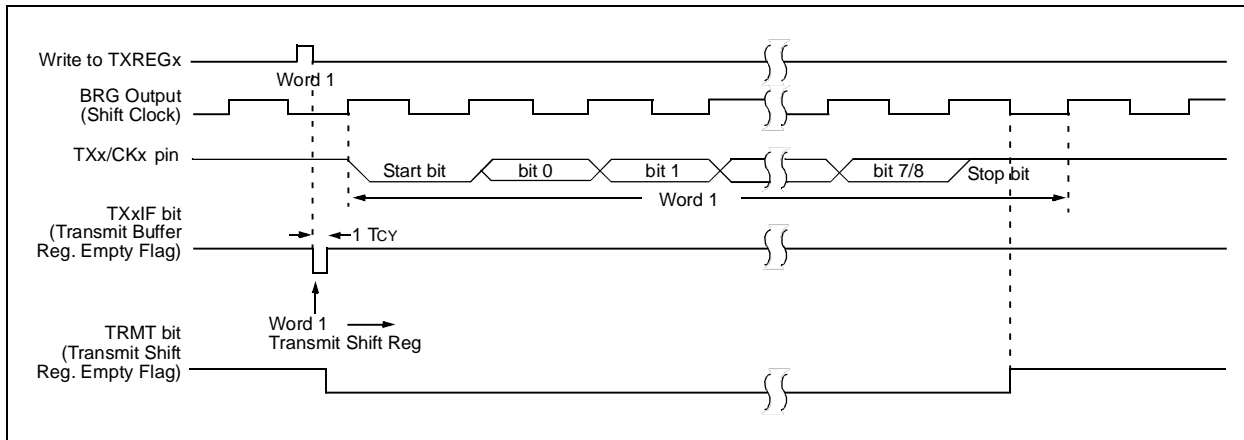 Write to TXREGx
Word 1
BRG Output
(Shift Clock)
TXx/CKx pin
Start bit
bit 0
bit 1
bit 7/8
Stop bit
Word 1
TXxIF bit
(Transmit Buffer
Reg. Empty Flag)
1 TCY
Word 1
Transmit Shift Reg
TRMT bit
(Transmit Shift
Reg. Empty Flag)